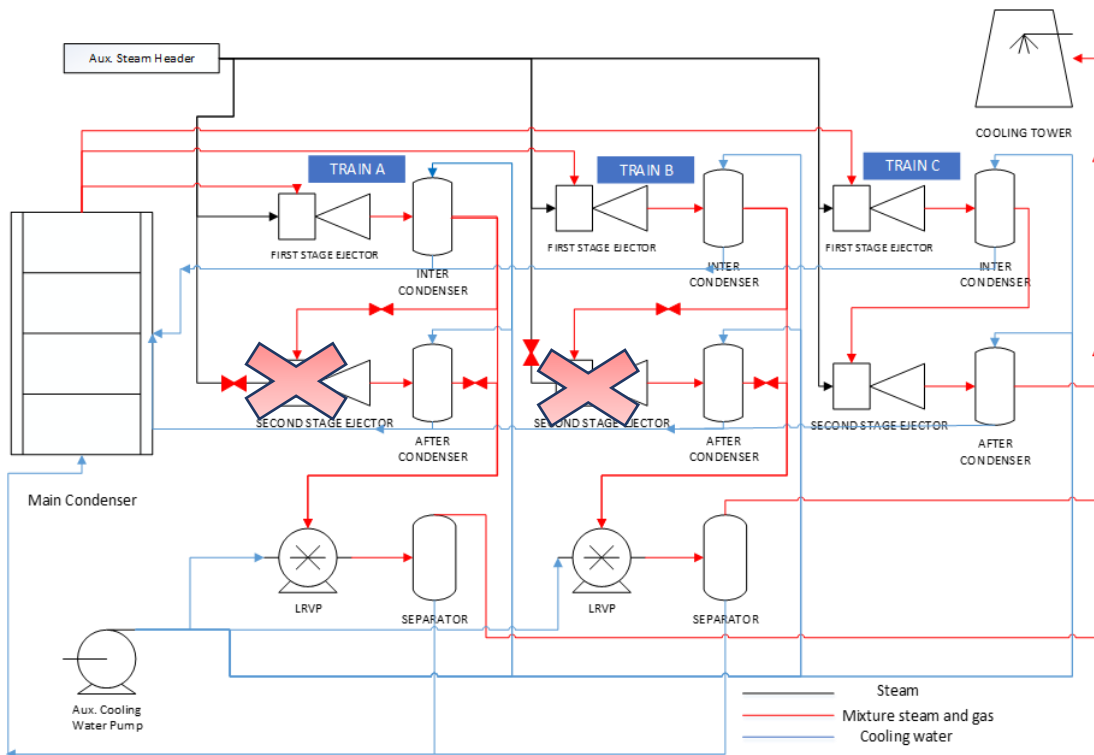 Aux. Steam Header
COOLING TOWER
TRAIN A
TRAIN B
TRAIN C
FIRST STAGE EJECTOR
INTER
CONDENSER
FIRST STAGE EJECTOR
INTER
CONDENSER
FIRST STAGE EJECTOR
INTER
CONDENSER
SECOND STAGE EJECTOR
AFTER
CONDENSER
SECOND STAGE EJECTOR
AFTER
CONDENSER
SECOND STAGE EJECTOR
AFTER
CONDENSER
Main Condenser
LRVP
SEPARATOR
LRVP
SEPARATOR
Aux. Cooling
Water Pump
Steam
Mixture steam and gas
Cooling water